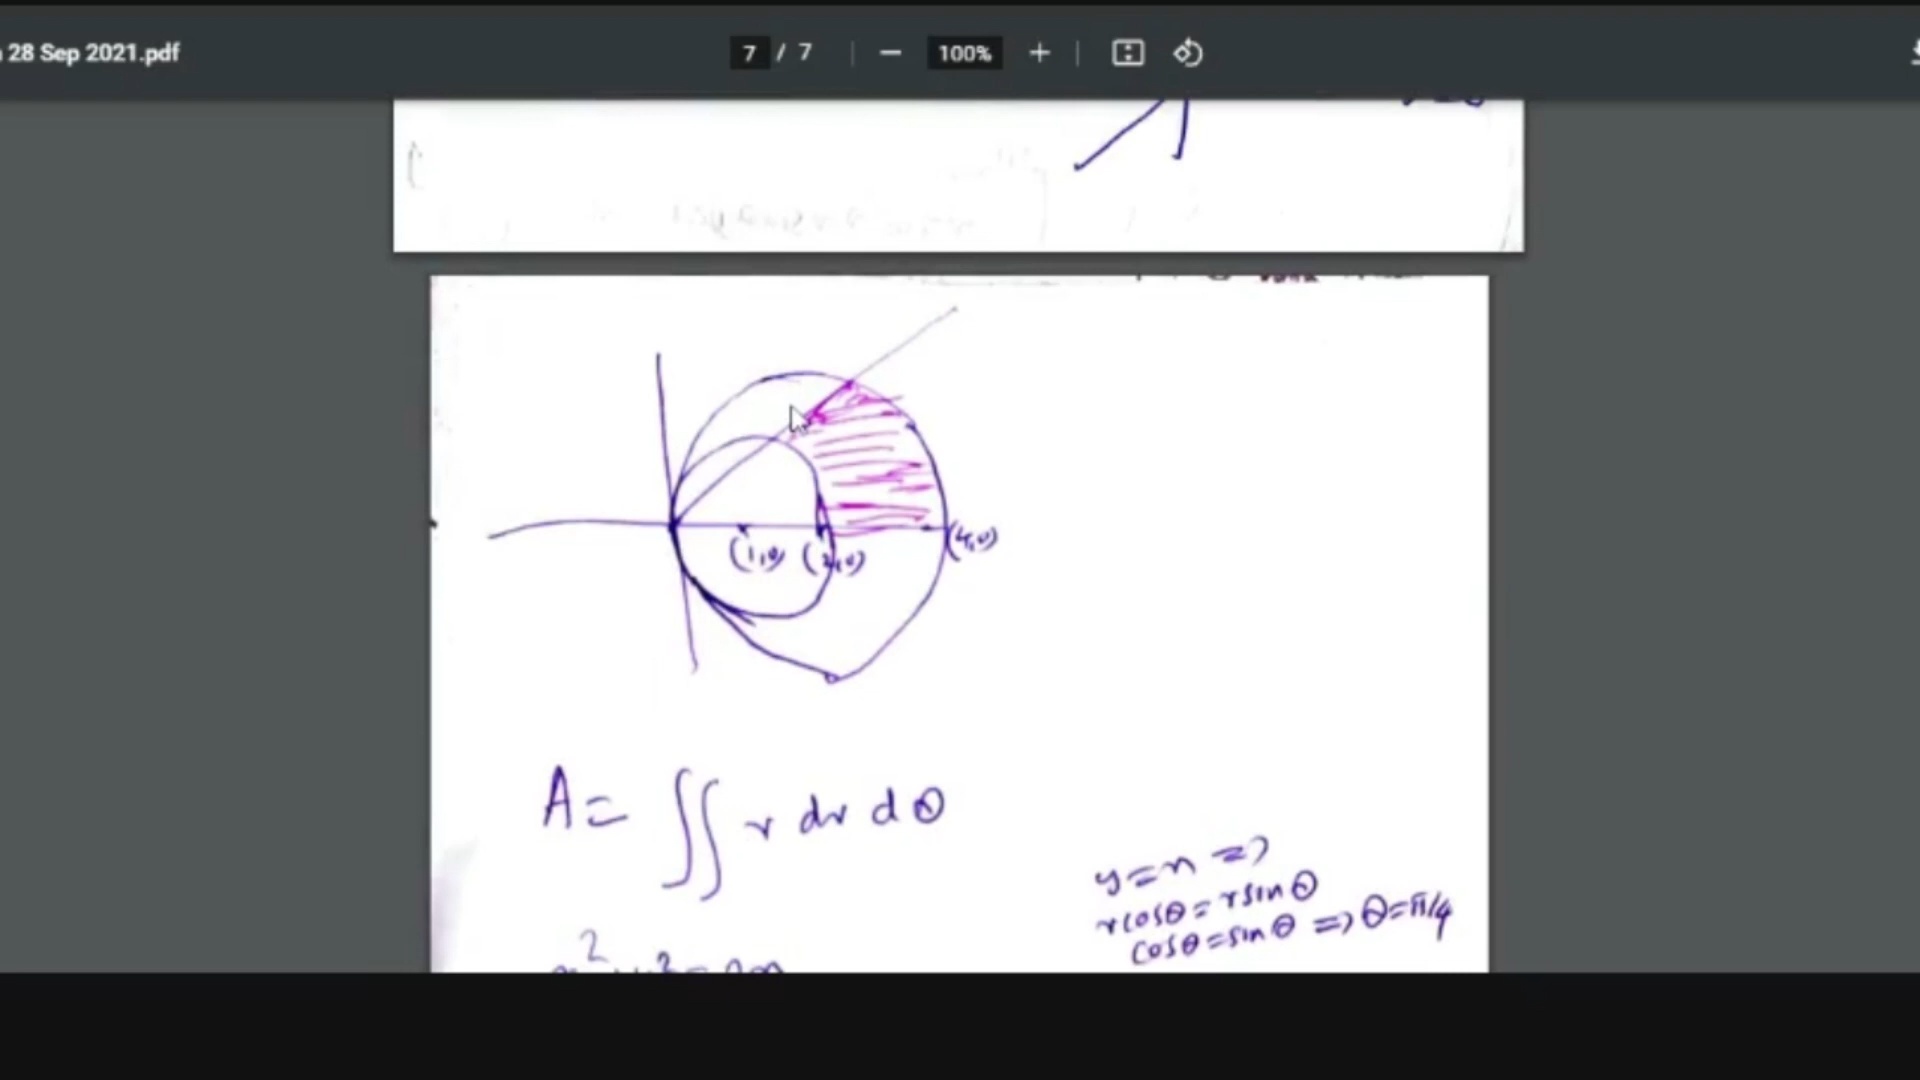 28 Sep 2021.pdf
7 / 7
100%
(1,0) (2,0)
(4,0)
A = ∬ r dr dθ
y=x =>
r cosθ = r sinθ
cosθ = sinθ => θ=π/4